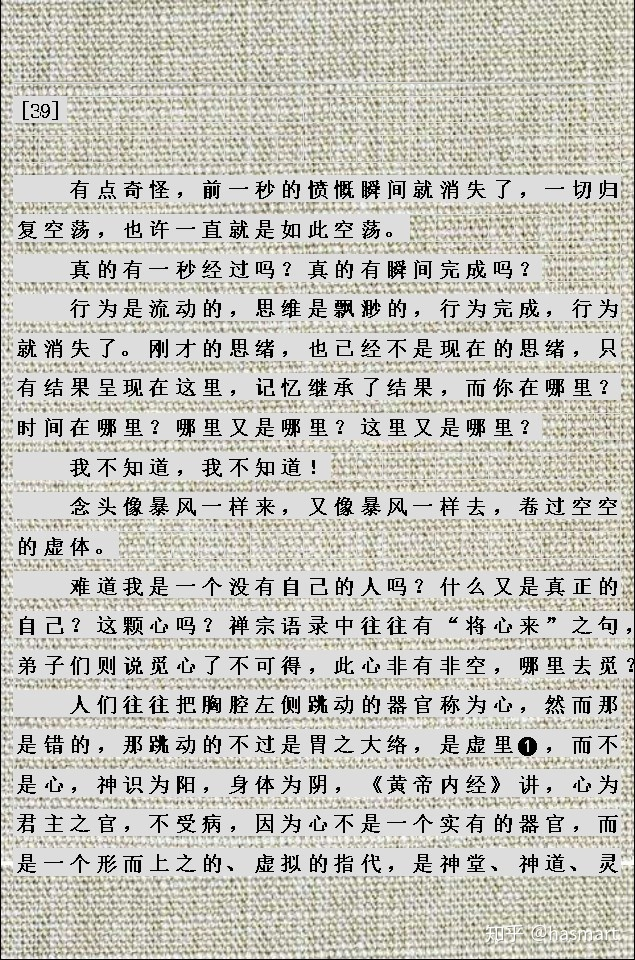 [39]
有点奇怪，前一秒的愤慨瞬间就消失了，一切归
复空荡，也许一直就是如此空荡。
真的有一秒经过吗？真的有瞬间完成吗？
行为是流动的，思维是飘渺的，行为完成，行为
就消失了。刚才的思绪，也已经不是现在的思绪，只
有结果呈现在这里，记忆继承了结果，而你在哪里？
时间在哪里？哪里又是哪里？这里又是哪里？
我不知道，我不知道！
念头像暴风一样来，又像暴风一样去，卷过空空
的虚体。
难道我是一个没有自己的人吗？什么又是真正的
自己？这颗心吗？禅宗语录中往往有“将心来”之句，
弟子们则说觅心了不可得，此心非有非空，哪里去觅？
人们往往把胸腔左侧跳动的器官称为心，然而那
是错的，那跳动的不过是胃之大络，是虚里❶，而不
是心，神识为阳，身体为阴，《黄帝内经》讲，心为
君主之官，不受病，因为心不是一个实有的器官，而
是一个形而上之的、虚拟的指代，是神堂、神道、灵
知乎 @hasmart